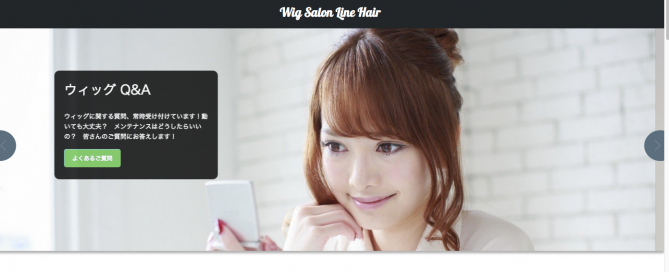 Wig Salon Line Hair
ウィッグ Q&A
ウィッグに関する質問、常時受け付けています！動
いても大丈夫？　メンテナンスはどうしたらいい
の？　皆さんのご質問にお答えします！
よくあるご質問